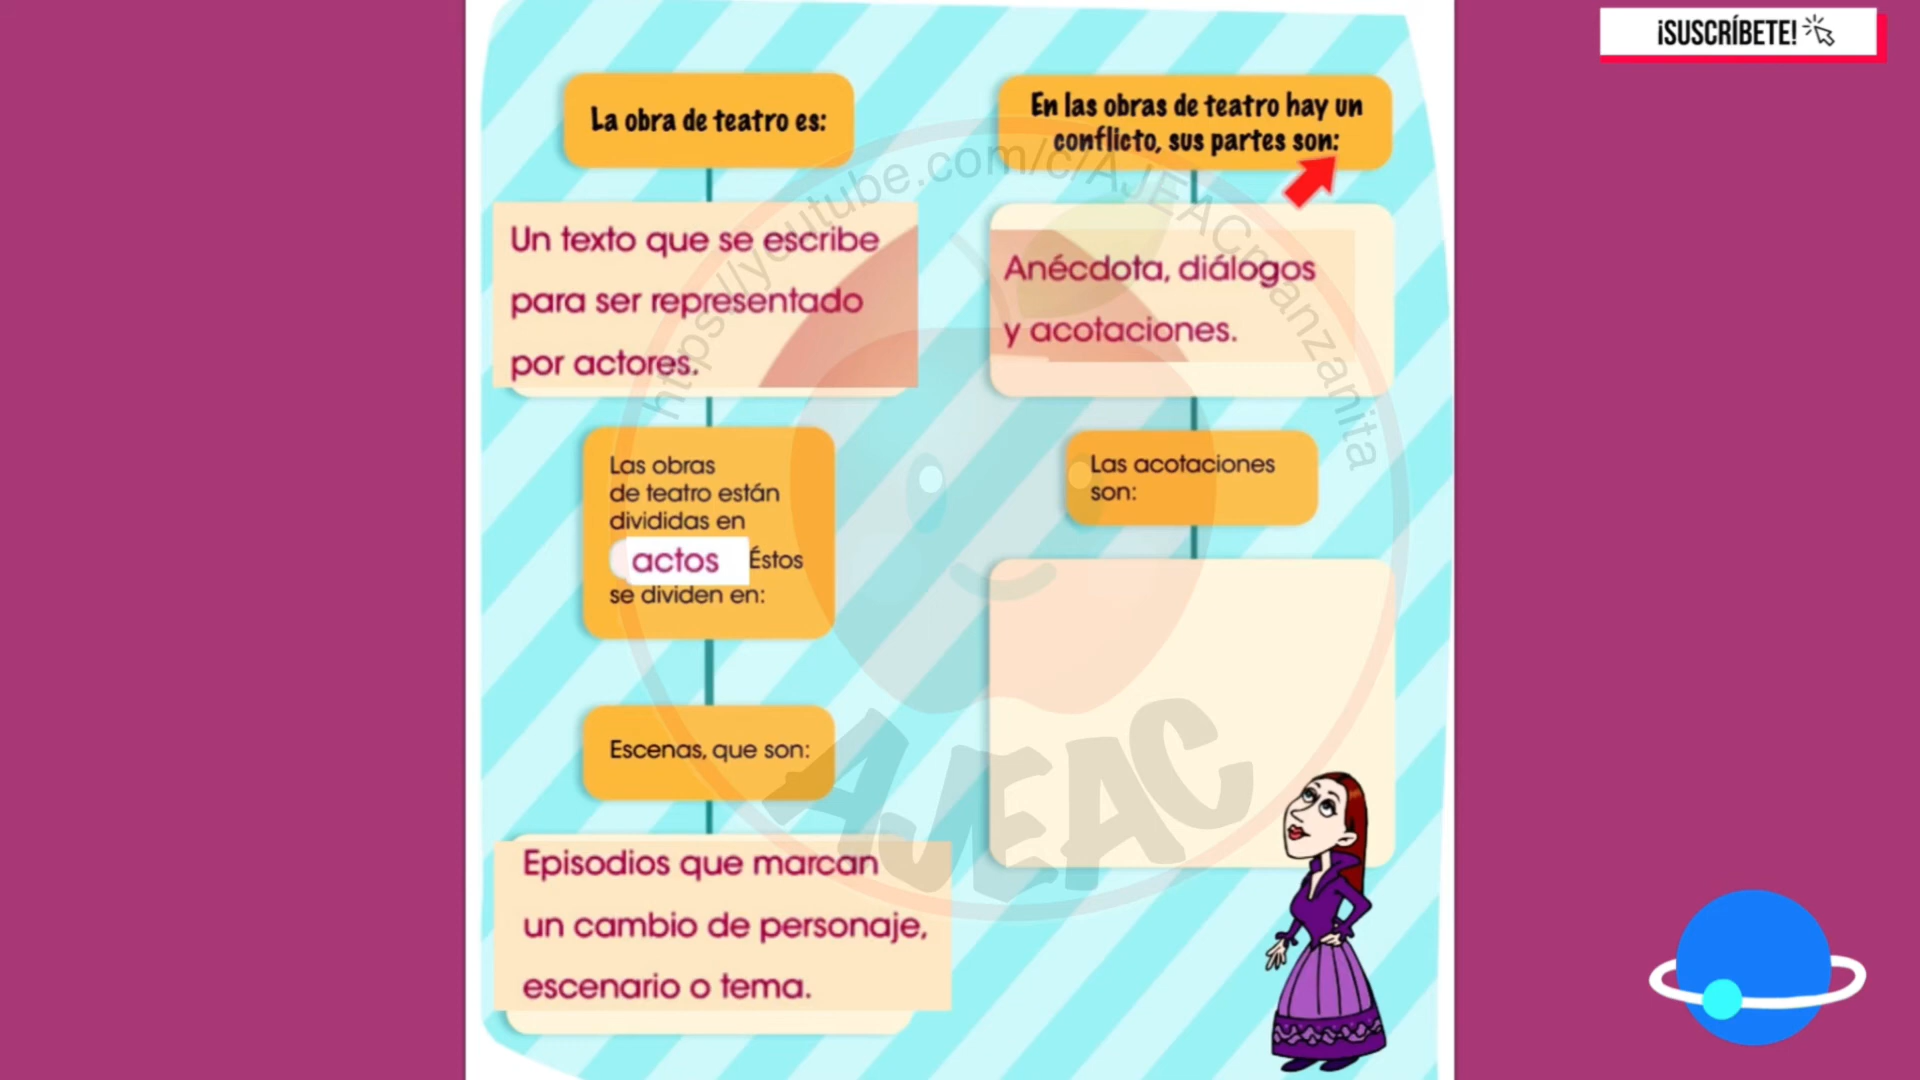 ¡SUSCRÍBETE!
La obra de teatro es:
Un texto que se escribe
para ser representado
por actores.
Las obras
de teatro están
divididas en
actos Éstos
se dividen en:
Escenas, que son:
Episodios que marcan
un cambio de personaje,
escenario o tema.
En las obras de teatro hay un
conflicto, sus partes son:
Anécdota, diálogos
y acotaciones.
Las acotaciones
son:
https://youtube.com/c/AJEACmanzanita
AJEAC